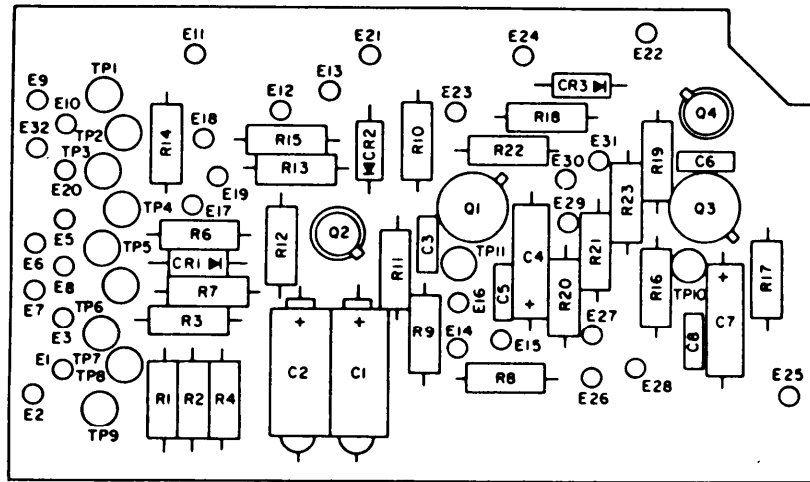 E11
E21
E24
E22
E9
TP1
E13
E12
E23
CR3
E10
E32
TP2
R14
E18
R15
CR2
R10
R18
Q4
TP3
R13
R22
E31
R19
C6
E20
E19
E30
R23
TP4
E17
Q1
E29
Q3
E5
R6
R12
Q2
C3
C4
R21
E6
TP5
CR1
R11
TP11
E8
R7
C5
R20
R16
TP10
R17
E7
E16
+
+
+
+
E3
TP6
R3
R9
E14
E15
E27
C8
C7
E1
TP7
TP8
C2
C1
R8
E26
E28
E25
E2
R1
R2
R4
TP9